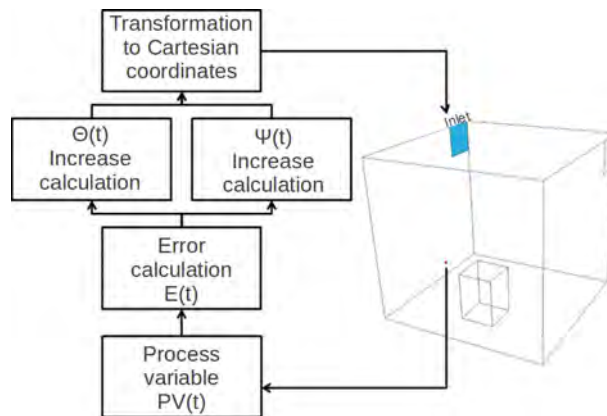 Transformation
to Cartesian
coordinates
Θ(t)
Increase
calculation
Ψ(t)
Increase
calculation
Inlet
Error
calculation
E(t)
Process
variable
PV(t)